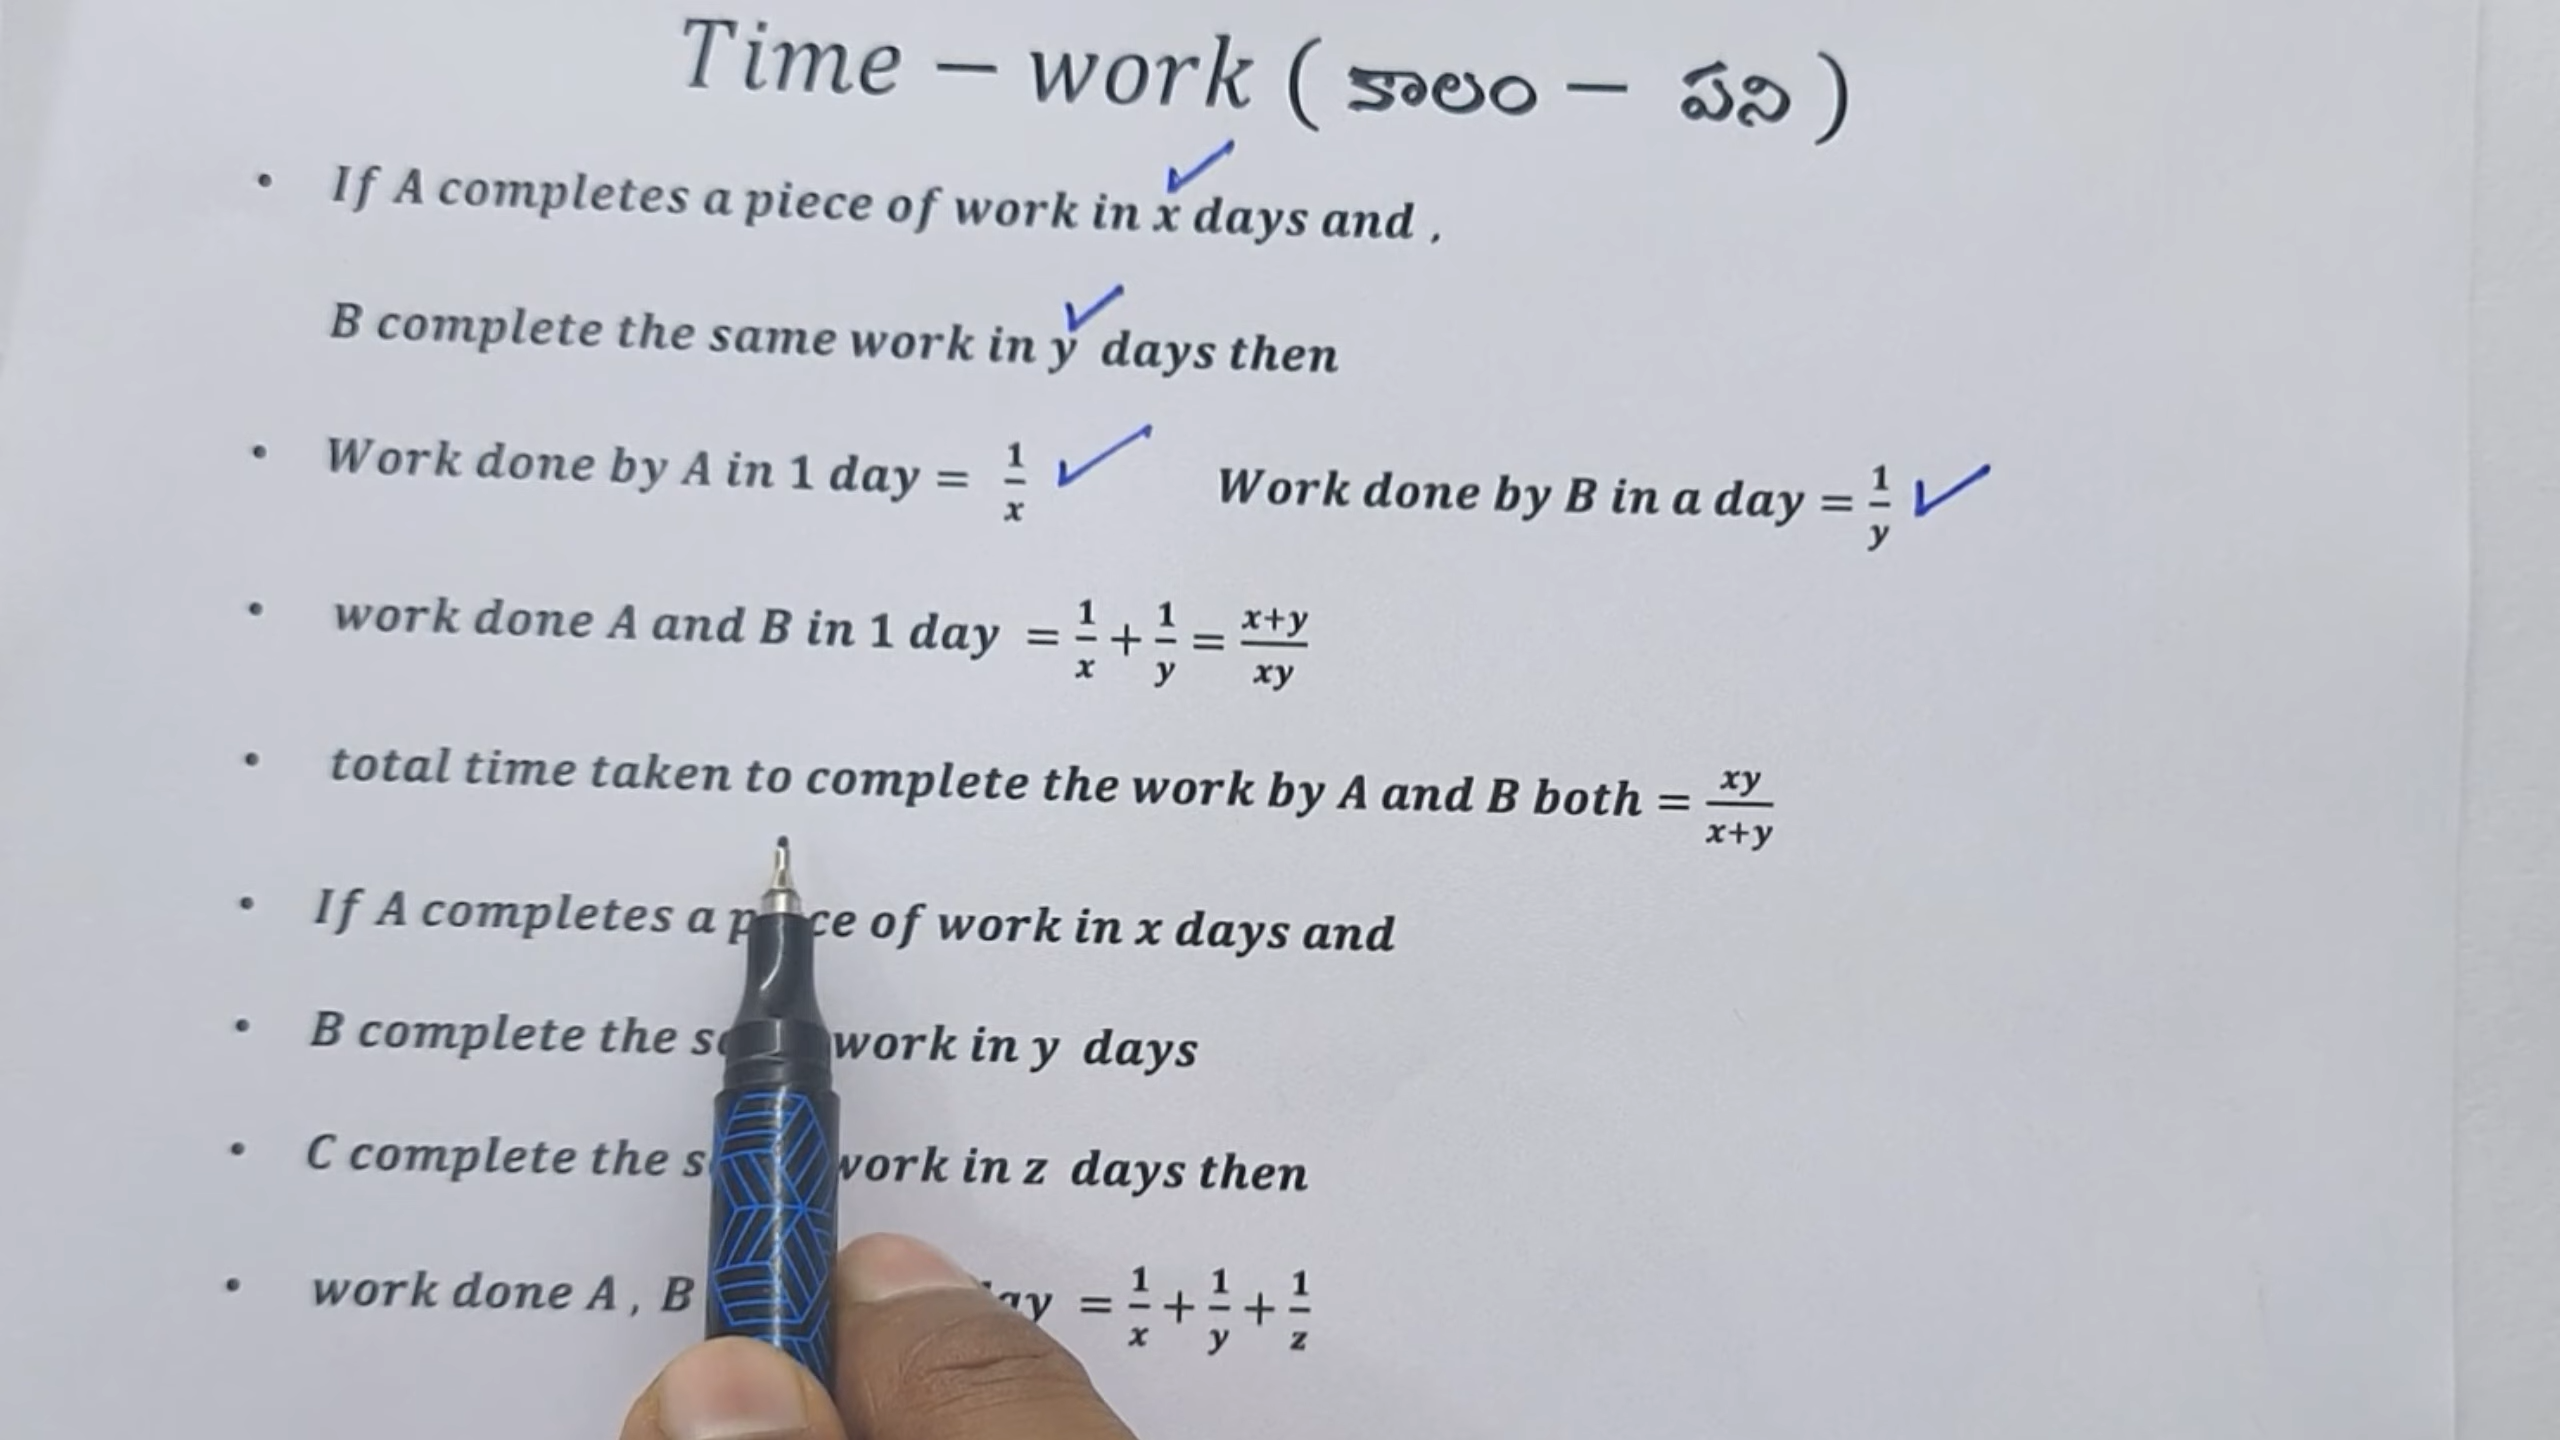 Time – work ( కాలం – పని )
• If A completes a piece of work in x days and ,
B complete the same work in y days then
• Work done by A in 1 day = 1/x ✓ Work done by B in a day = 1/y ✓
• work done A and B in 1 day = 1/x + 1/y = x+y/xy
• total time taken to complete the work by A and B both = xy/x+y
• If A completes a of work in x days and
• B complete the work in y days
• C complete the work in z days then
• work done A , B = 1/x + 1/y + 1/z